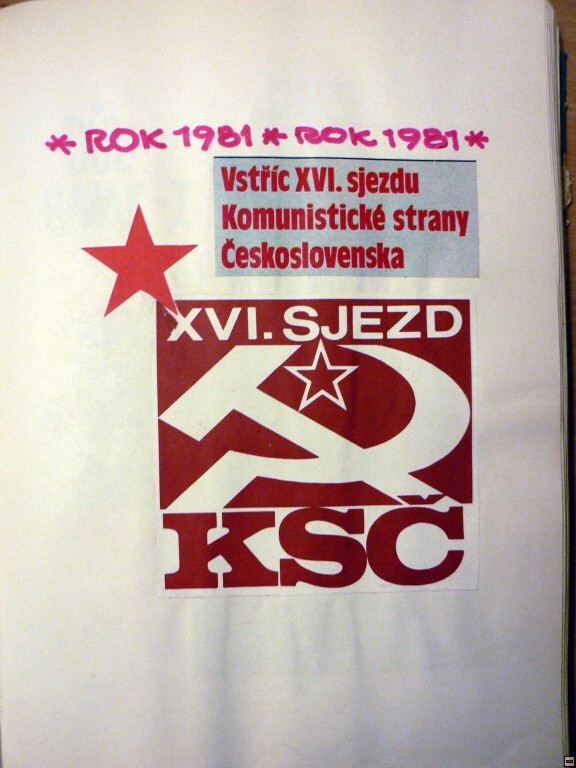 * ROK 1981 * ROK 1981 *
Vstříc XVI. sjezdu
Komunistické strany
Československa
XVI. SJEZD
KSČ